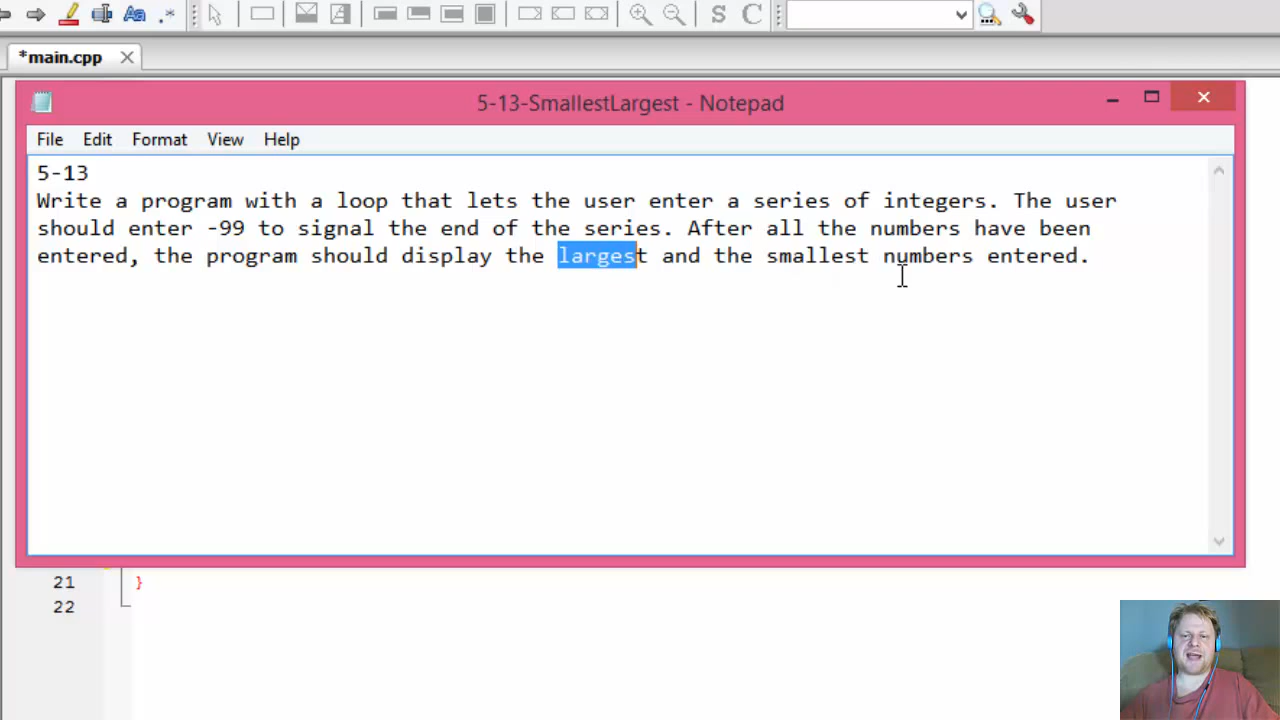 S C
*main.cpp
5-13-SmallestLargest - Notepad
File Edit Format View Help
5-13
Write a program with a loop that lets the user enter a series of integers. The user
should enter -99 to signal the end of the series. After all the numbers have been
entered, the program should display the largest and the smallest numbers entered.
21 }
22